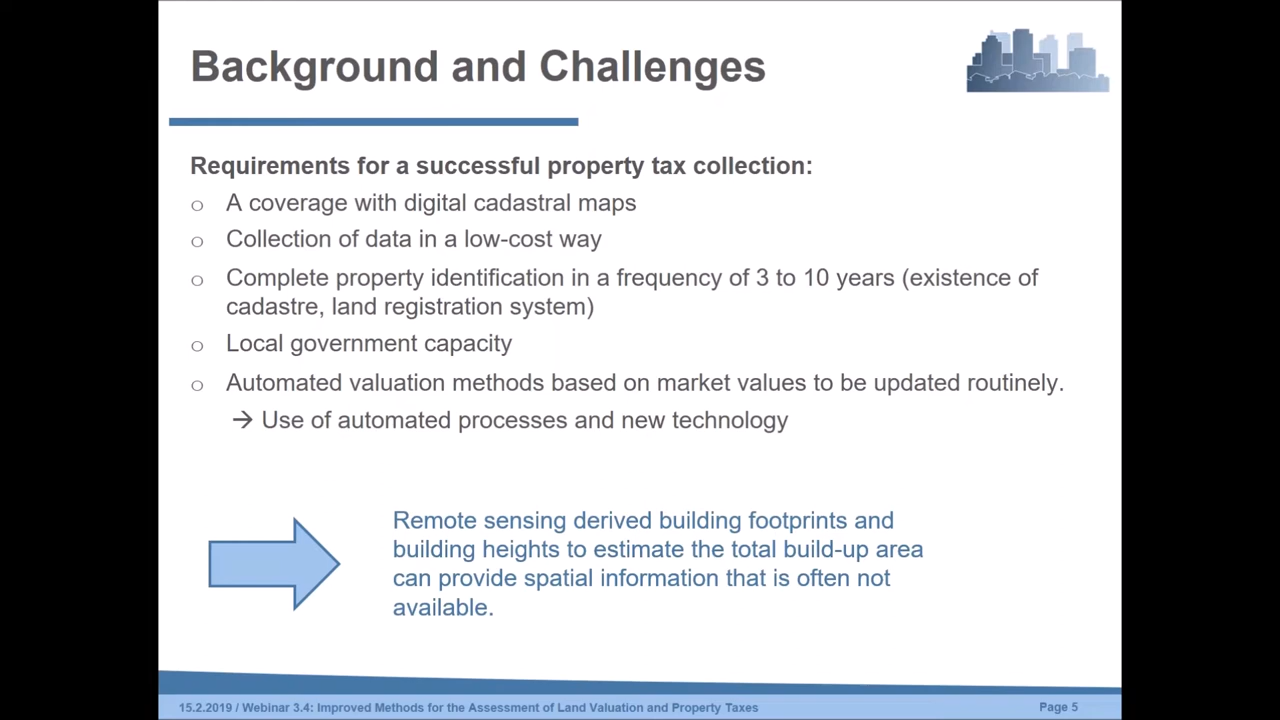 Background and Challenges
Requirements for a successful property tax collection:
o A coverage with digital cadastral maps
o Collection of data in a low-cost way
o Complete property identification in a frequency of 3 to 10 years (existence of
cadastre, land registration system)
o Local government capacity
o Automated valuation methods based on market values to be updated routinely.
→ Use of automated processes and new technology
Remote sensing derived building footprints and
building heights to estimate the total build-up area
can provide spatial information that is often not
available.
15.2.2019 / Webinar 3.4: Improved Methods for the Assessment of Land Valuation and Property Taxes
Page 5